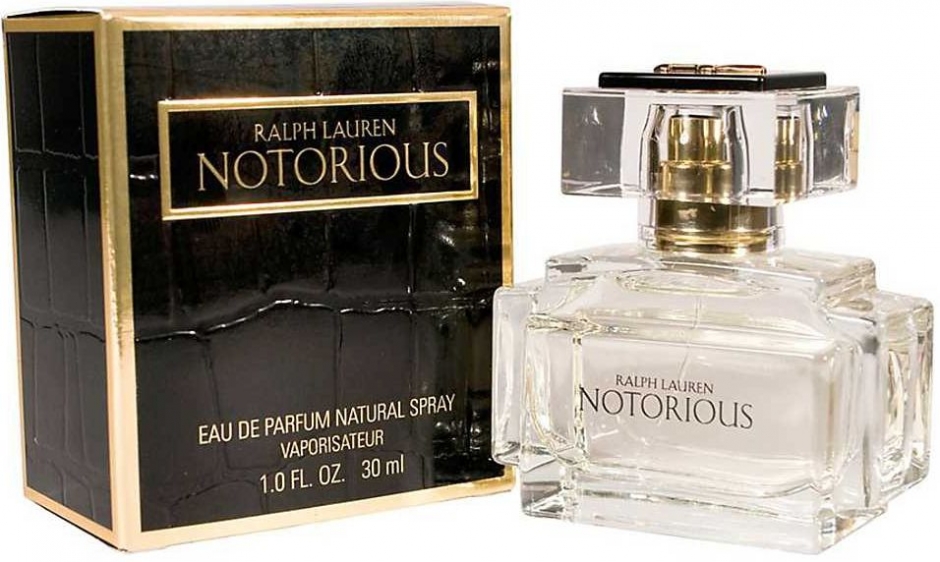 RALPH LAUREN
NOTORIOUS
EAU DE PARFUM NATURAL SPRAY
VAPORISATEUR
1.0 FL. OZ. 30 ml
RALPH LAUREN
NOTORIOUS